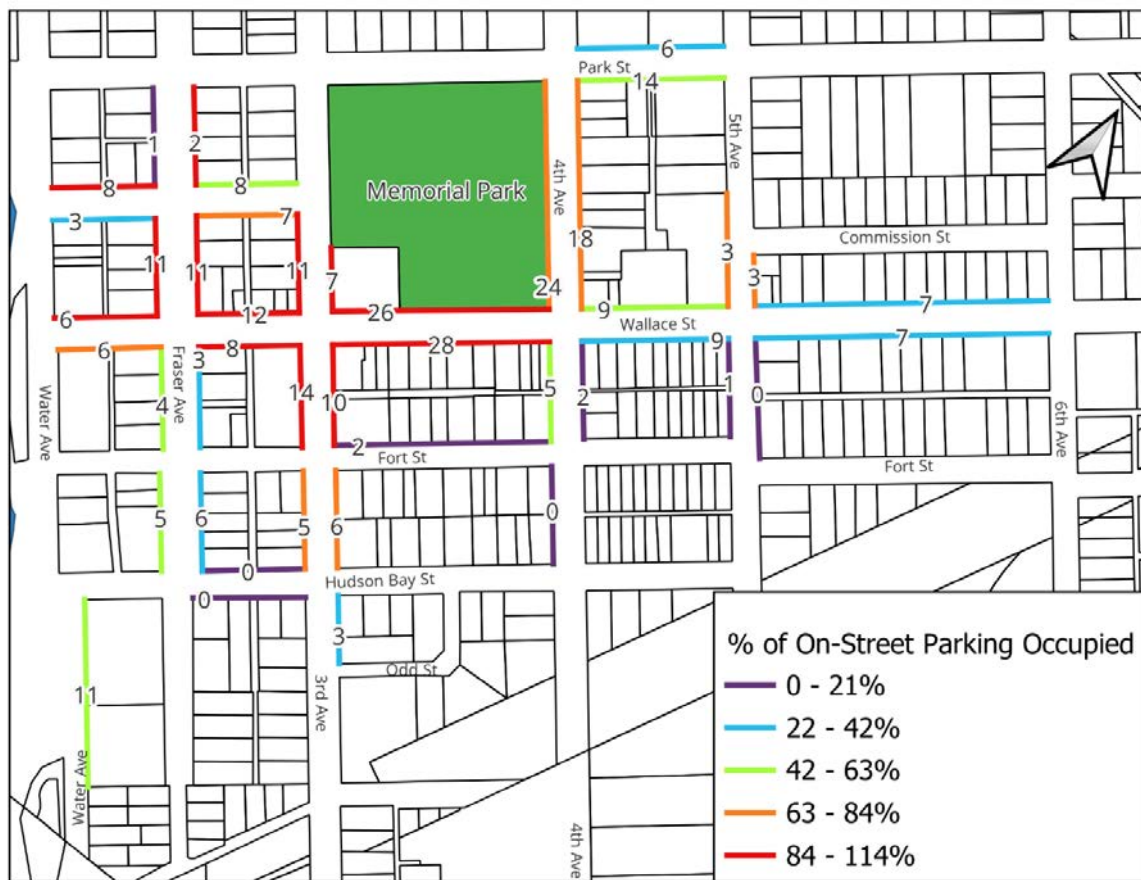 6
Park St
14
1
2
8
8
Memorial Park
4th Ave
5th Ave
3
7
11
11
11
7
18
3
Commission St
3
24
6
12
26
9
Wallace St
7
6
Fraser Ave
3
8
28
9
7
Water Ave
4
14
10
5
2
1
0
2
Fort St
6th Ave
Fort St
5
6
5
6
0
0
Hudson Bay St
0
3
Odd St
11
3rd Ave
Water Ave
4th Ave
% of On-Street Parking Occupied
0 - 21%
22 - 42%
42 - 63%
63 - 84%
84 - 114%